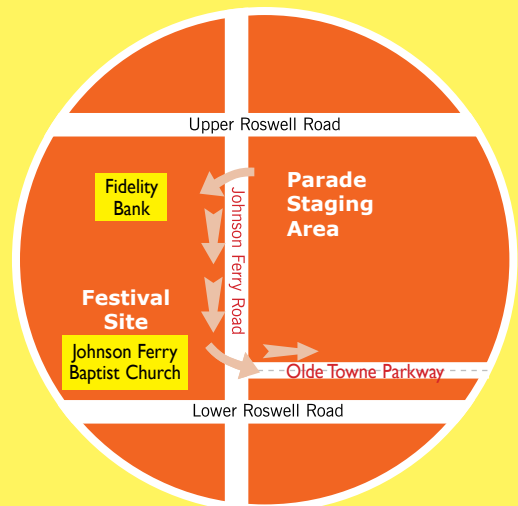 Upper Roswell Road
Fidelity
Bank
Parade
Staging
Area
Johnson Ferry Road
Festival
Site
Johnson Ferry
Baptist Church
Olde Towne Parkway
Lower Roswell Road